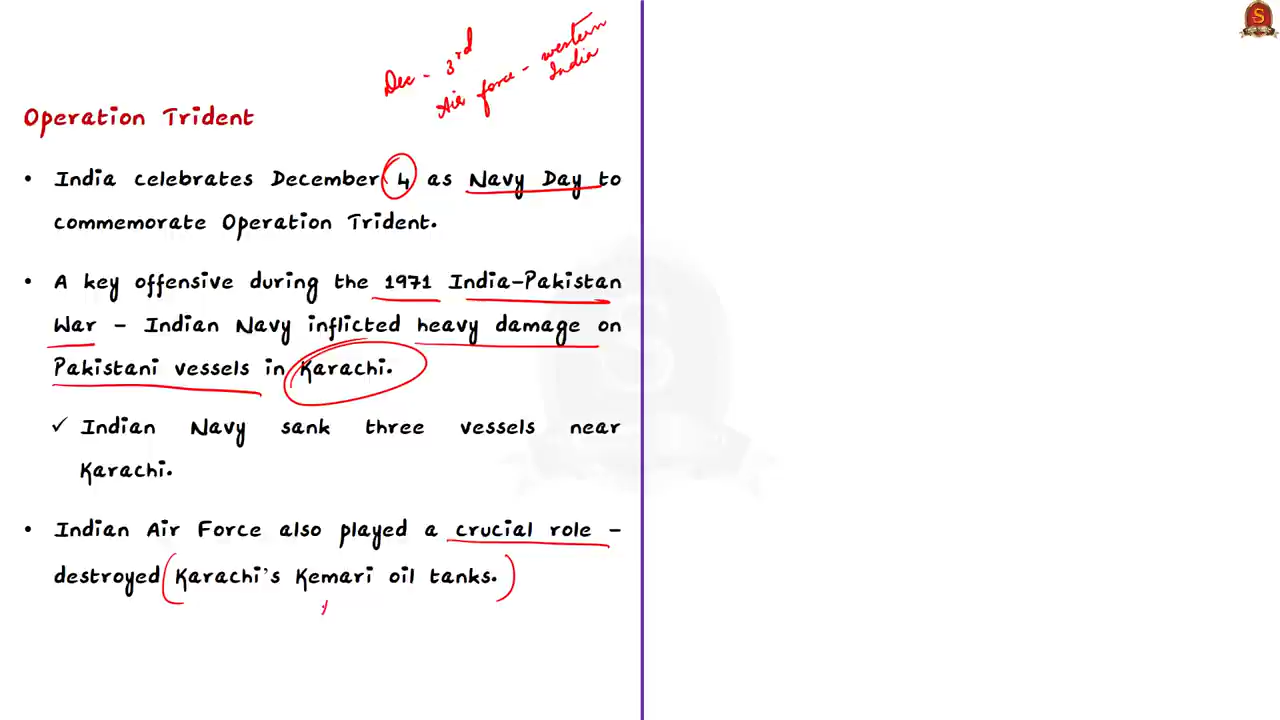 Dec - 3rd
Air force - western
India
Operation Trident
• India celebrates December 4 as Navy Day to
commemorate Operation Trident.
• A key offensive during the 1971 India-Pakistan
War – Indian Navy inflicted heavy damage on
Pakistani vessels in Karachi.
✓ Indian Navy sank three vessels near
Karachi.
• Indian Air Force also played a crucial role –
destroyed Karachi's Kemari oil tanks.
S